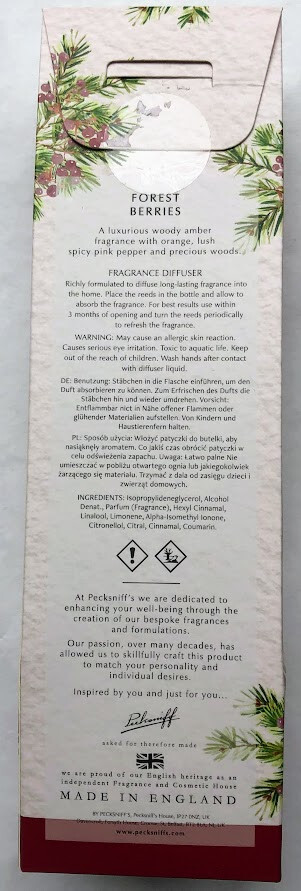 FOREST
BERRIES
A luxurious woody amber
fragrance with orange, lush
spicy pink pepper and precious woods.
FRAGRANCE DIFFUSER
Richly formulated to diffuse long-lasting fragrance into
the home. Place the reeds in the bottle and allow to
absorb the fragrance. For best results use within
3 months of opening and turn the reeds periodically
to refresh the fragrance.
WARNING: May cause an allergic skin reaction.
Causes serious eye irritation. Toxic to aquatic life. Keep
out of the reach of children. Wash hands after contact
with diffuser liquid.
DE: Benutzung: Stäbchen in die Flasche einführen, um den
Duft absorbieren zu können. Zum Erfrischen des Dufts die
Stäbchen hin und wieder umdrehen. Vorsicht:
Entflammbar nict in Nähe offener Flammen oder
glühender Materialien aufstellen. Von Kindern und
Haustierenfern halten.
PL: Sposób użycia: Włożyć patyczki do butelki, aby
nasiąknęły aromatem. Co jakiś czas obrócić patyczki w
celu odświeżenia zapachu. Uwaga: Łatwo palne Nie
umieszczać w pobliżu otwartego ognia lub jakiegokolwiek
żarzącego się materiału. Trzymać z dala od zasięgu dzieci i
zwierząt domowych.
INGREDIENTS: Isopropylideneglycerol, Alcohol
Denat., Parfum (Fragrance), Hexyl Cinnamal,
Linalool, Limonene, Alpha-Isomethyl Ionone,
Citronellol, Citral, Cinnamal, Coumarin.
At Pecksniff's we are dedicated to
enhancing your well-being through the
creation of our bespoke fragrances
and formulations.
Our passion, over many decades, has
allowed us to skillfully craft this product
to match your personality and
individual desires.
Inspired by you and just for you...
Pecksniff
asked for therefore made
we are proud of our English heritage as an
independent Fragrance and Cosmetic House
MADE IN ENGLAND
BY PECKSNIFF'S, Pecksniff's House, IP27 0NZ, UK
www.pecksniffs.com